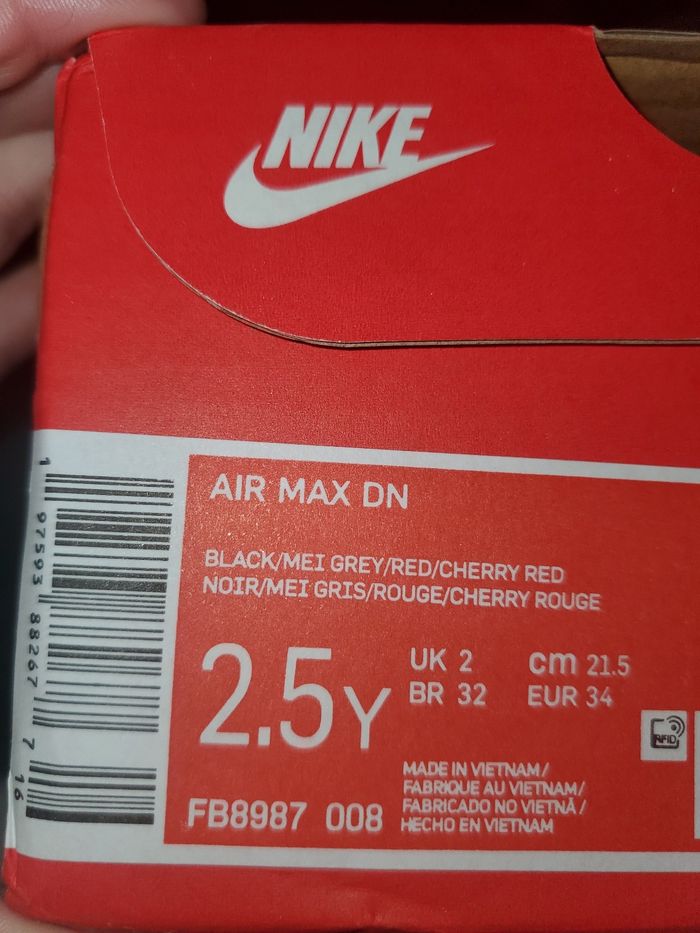 NIKE
AIR MAX DN
BLACK/MEI GREY/RED/CHERRY RED
NOIR/MEI GRIS/ROUGE/CHERRY ROUGE
2.5Y
UK 2 cm 21.5
BR 32 EUR 34
RFID
MADE IN VIETNAM/
FABRIQUE AU VIETNAM/
FABRICADO NO VIETNÃ/
HECHO EN VIETNAM
FB8987 008
1 97593 88267 7 16